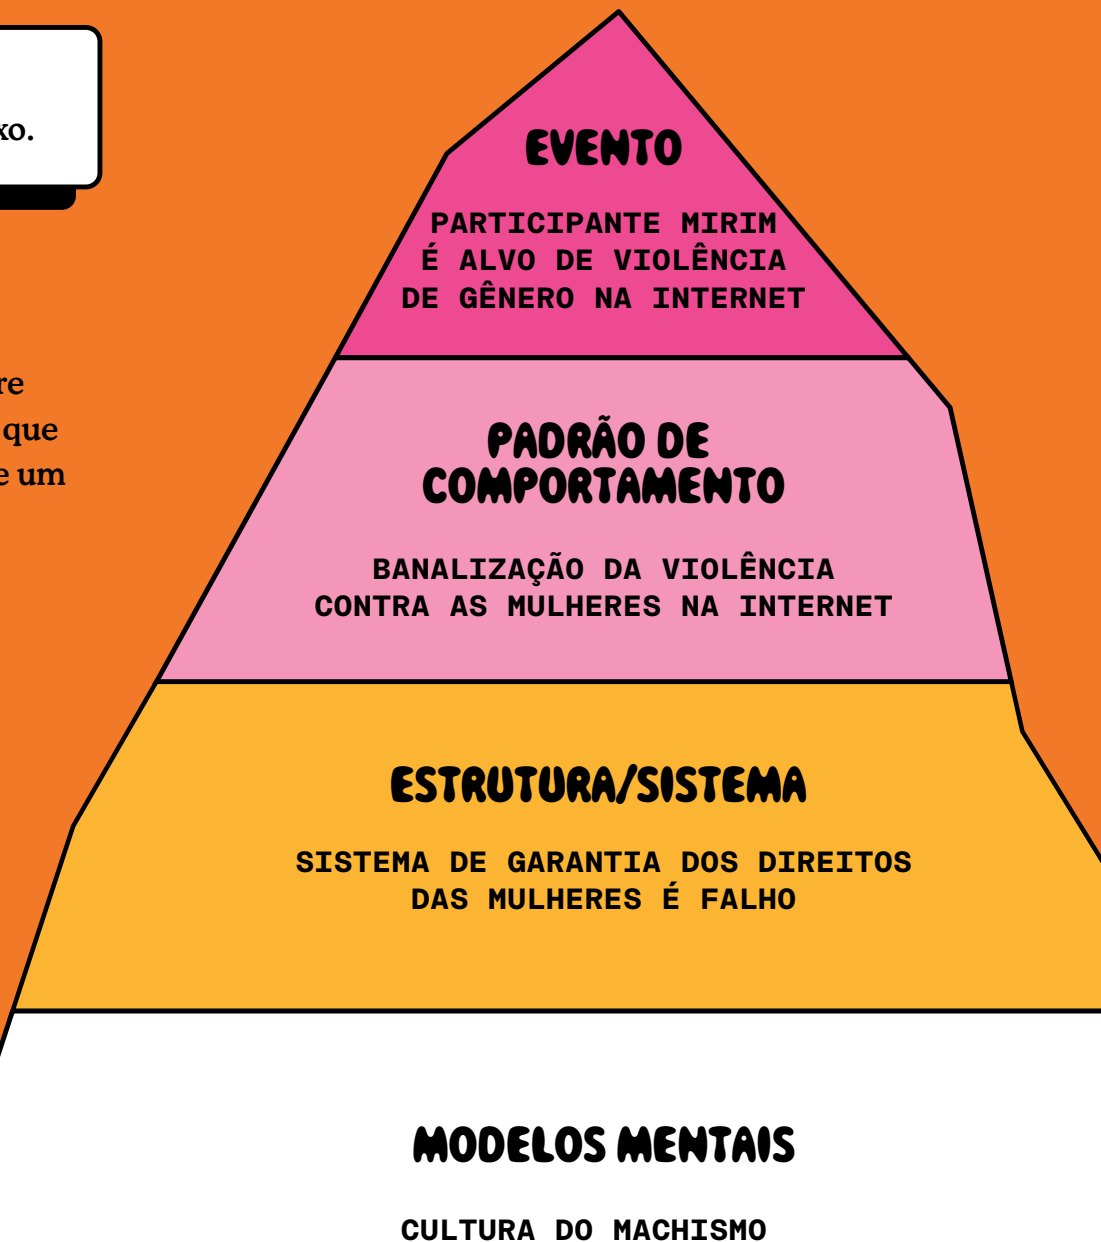 xo.
EVENTO
PARTICIPANTE MIRIM
É ALVO DE VIOLÊNCIA
DE GÊNERO NA INTERNET
re
que
e um
PADRÃO DE
COMPORTAMENTO
BANALIZAÇÃO DA VIOLÊNCIA
CONTRA AS MULHERES NA INTERNET
ESTRUTURA/SISTEMA
SISTEMA DE GARANTIA DOS DIREITOS
DAS MULHERES É FALHO
MODELOS MENTAIS
CULTURA DO MACHISMO